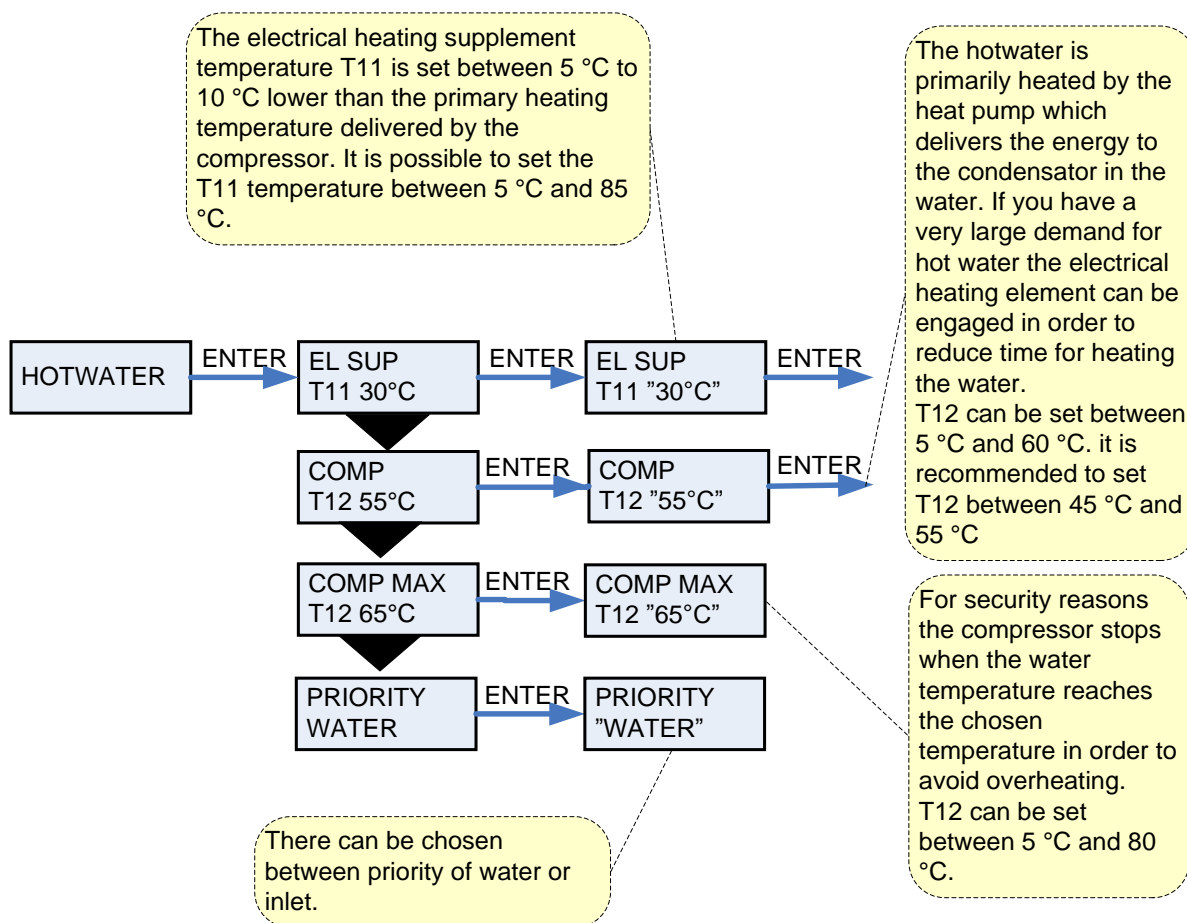 The electrical heating supplement
temperature T11 is set between 5 °C to
10 °C lower than the primary heating
temperature delivered by the
compressor. It is possible to set the
T11 temperature between 5 °C and 85
°C.
The hotwater is
primarily heated by the
heat pump which
delivers the energy to
the condensator in the
water. If you have a
very large demand for
hot water the electrical
heating element can be
engaged in order to
reduce time for heating
the water.
T12 can be set between
5 °C and 60 °C. it is
recommended to set
T12 between 45 °C and
55 °C
HOTWATER
ENTER
EL SUP
T11 30°C
ENTER
EL SUP
T11 ”30°C”
ENTER
COMP
T12 55°C
ENTER
COMP
T12 ”55°C”
ENTER
COMP MAX
T12 65°C
ENTER
COMP MAX
T12 ”65°C”
For security reasons
the compressor stops
when the water
temperature reaches
the chosen
temperature in order to
avoid overheating.
T12 can be set
between 5 °C and 80
°C.
PRIORITY
WATER
ENTER
PRIORITY
”WATER”
There can be chosen
between priority of water or
inlet.